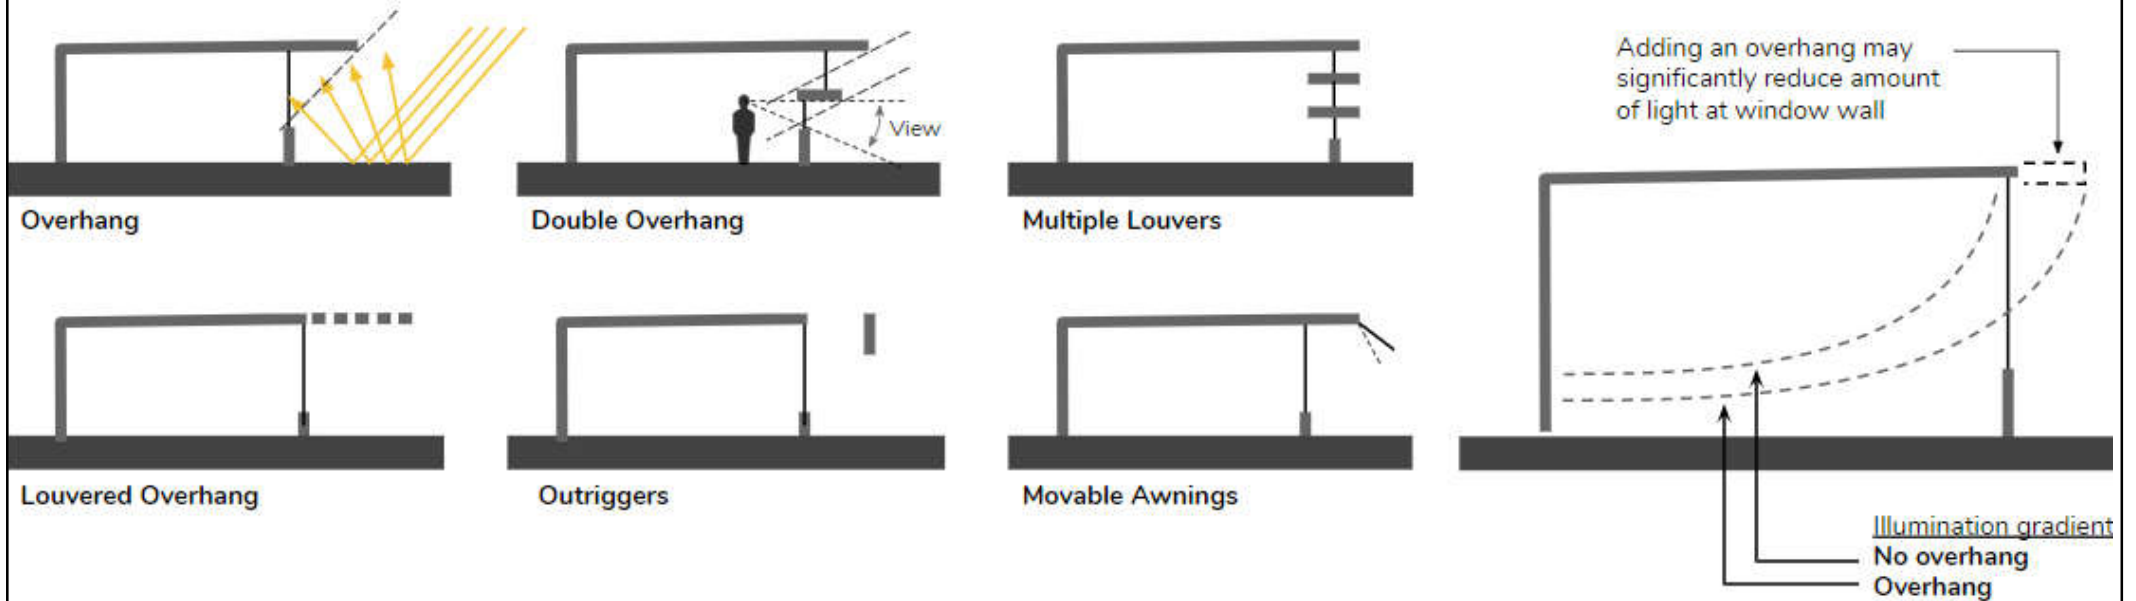 View
Overhang
Double Overhang
Multiple Louvers
Louvered Overhang
Outriggers
Movable Awnings
Adding an overhang may
significantly reduce amount
of light at window wall
Illumination gradient
No overhang
Overhang